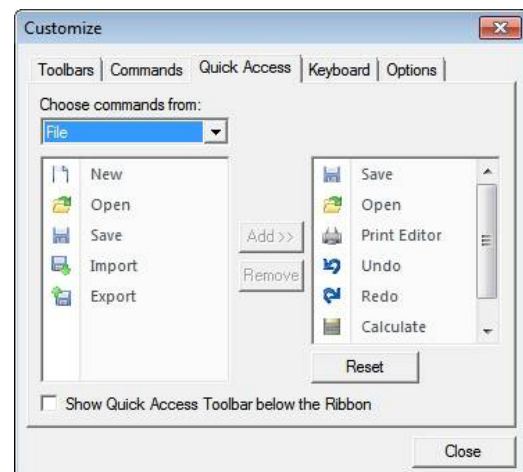 Customize
Toolbars Commands Quick Access Keyboard Options
Choose commands from:
File
New
Open
Save
Import
Export
Add >>
Remove
Save
Open
Print Editor
Undo
Redo
Calculate
Reset
Show Quick Access Toolbar below the Ribbon
Close